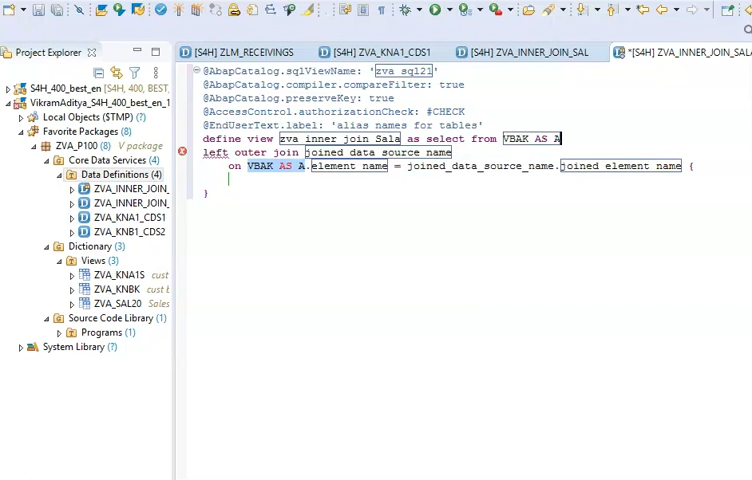 Project Explorer
S4H_400_best_en [S4H, 400, BEST,
VikramAditya_S4H_400_best_en_1
Local Objects ($TMP) (?)
Favorite Packages (8)
ZVA_P100 (8) V package
Core Data Services (4)
Data Definitions (4)
ZVA_INNER_JOIN_
ZVA_INNER_JOIN_
ZVA_KNA1_CDS1
ZVA_KNB1_CDS2
Dictionary (3)
Views (3)
ZVA_KNA1S cust
ZVA_KNBK cust b
ZVA_SAL20 Sales
Source Code Library (1)
Programs (1)
System Library (?)
[S4H] ZLM_RECEIVINGS
[S4H] ZVA_KNA1_CDS1
[S4H] ZVA_INNER_JOIN_SAL
*[S4H] ZVA_INNER_JOIN_SALA
@AbapCatalog.sqlViewName: 'zva_sql21'
@AbapCatalog.compiler.compareFilter: true
@AbapCatalog.preserveKey: true
@AccessControl.authorizationCheck: #CHECK
@EndUserText.label: 'alias names for tables'
define view zva_inner_join_Sala as select from VBAK AS A
left outer join joined_data_source_name
on VBAK AS A.element_name = joined_data_source_name.joined_element_name {
}